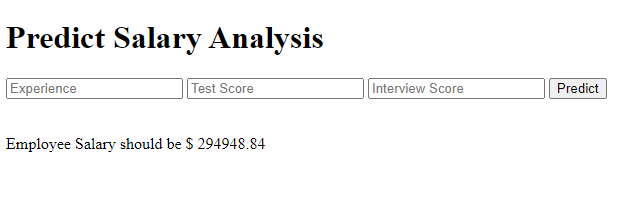 Predict Salary Analysis
Experience Test Score Interview Score Predict
Employee Salary should be $ 294948.84